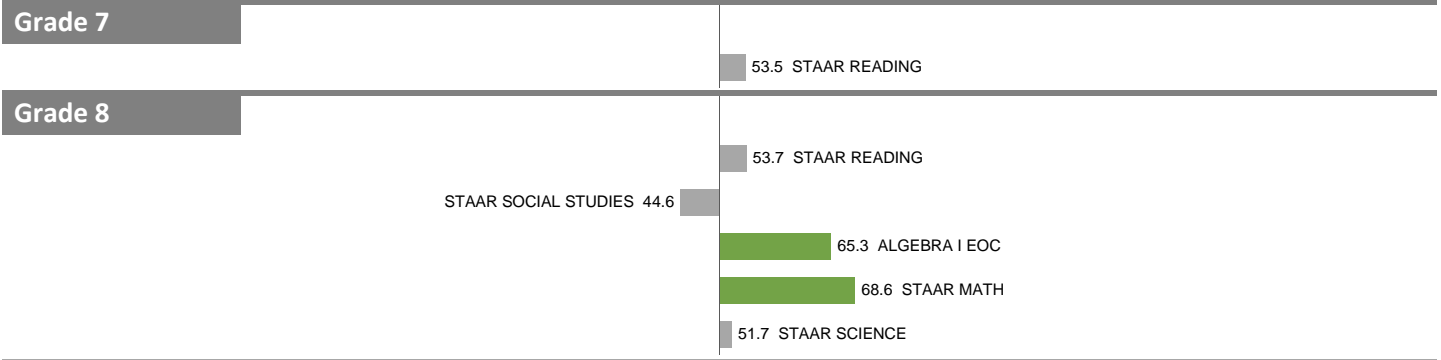 Grade 7
53.5 STAAR READING
Grade 8
53.7 STAAR READING
STAAR SOCIAL STUDIES 44.6
65.3 ALGEBRA I EOC
68.6 STAAR MATH
51.7 STAAR SCIENCE